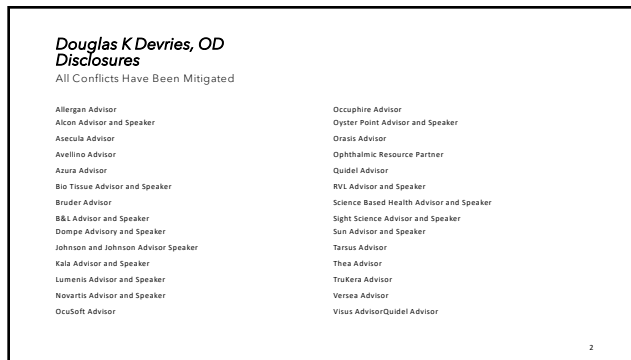 Douglas K Devries, OD
Disclosures
All Conflicts Have Been Mitigated
Allergan Advisor
Alcon Advisor and Speaker
Asecula Advisor
Avellino Advisor
Azura Advisor
Bio Tissue Advisor and Speaker
Bruder Advisor
B&L Advisor and Speaker
Dompe Advisory and Speaker
Johnson and Johnson Advisor Speaker
Kala Advisor and Speaker
Lumenis Advisor and Speaker
Novartis Advisor and Speaker
OcuSoft Advisor
Occuphire Advisor
Oyster Point Advisor and Speaker
Orasis Advisor
Ophthalmic Resource Partner
Quidel Advisor
RVL Advisor and Speaker
Science Based Health Advisor and Speaker
Sight Science Advisor and Speaker
Sun Advisor and Speaker
Tarsus Advisor
Thea Advisor
TruKera Advisor
Versea Advisor
Visus AdvisorQuidel Advisor
2